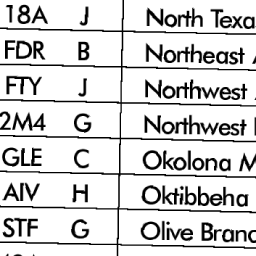 18A J North Texa
FDR B Northeast
FTY J Northwest
2M4 G Northwest
GLE C Okolona M
AIV H Oktibbeha
STF G Olive Branc